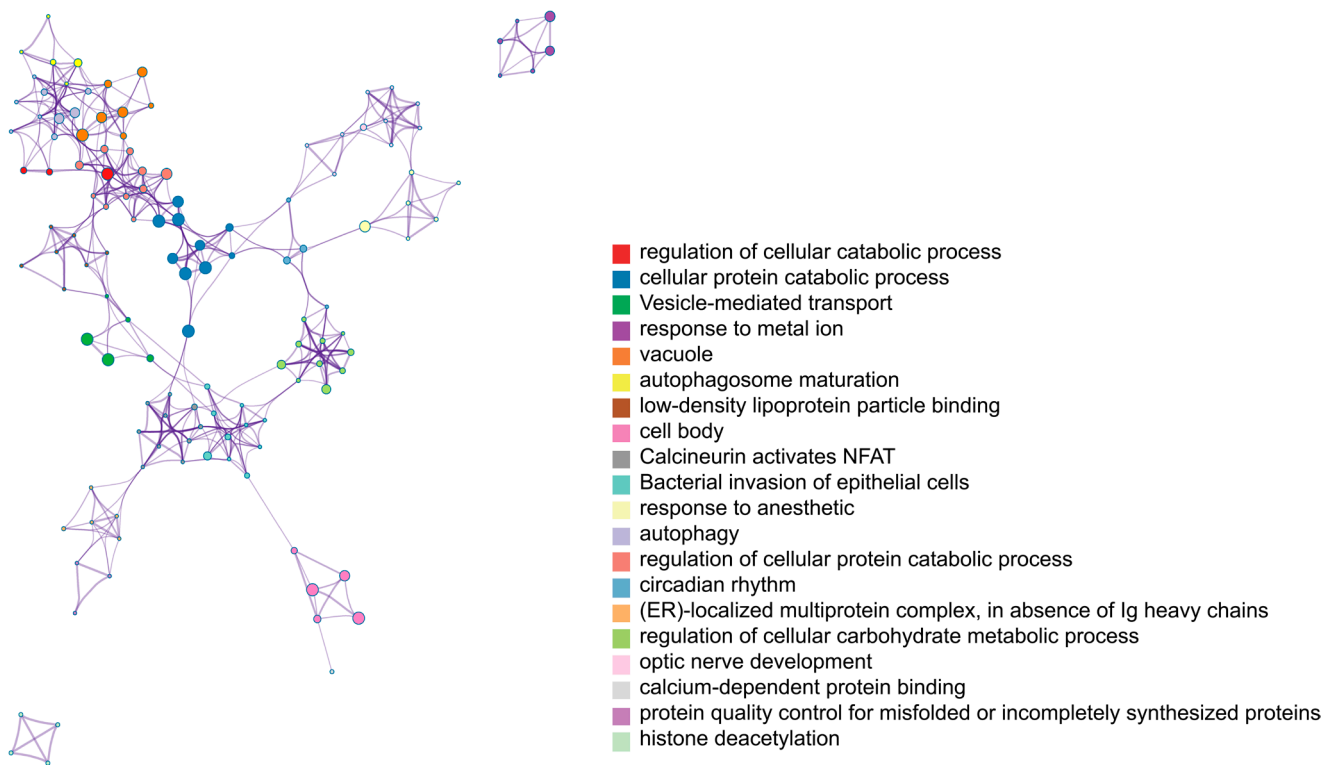 regulation of cellular catabolic process
cellular protein catabolic process
Vesicle-mediated transport
response to metal ion
vacuole
autophagosome maturation
low-density lipoprotein particle binding
cell body
Calcineurin activates NFAT
Bacterial invasion of epithelial cells
response to anesthetic
autophagy
regulation of cellular protein catabolic process
circadian rhythm
(ER)-localized multiprotein complex, in absence of Ig heavy chains
regulation of cellular carbohydrate metabolic process
optic nerve development
calcium-dependent protein binding
protein quality control for misfolded or incompletely synthesized proteins
histone deacetylation